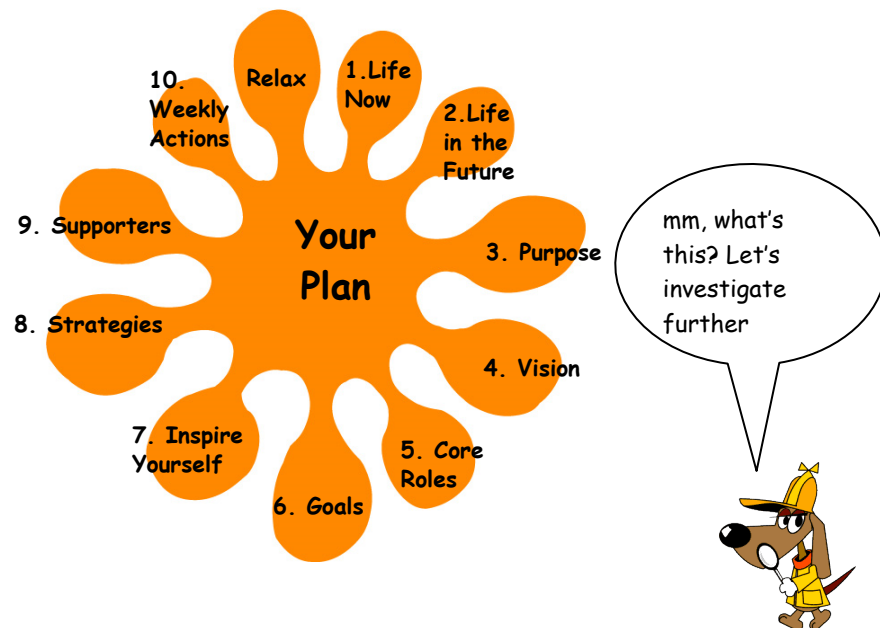 Your
Plan
Relax
1.Life
Now
2.Life
in the
Future
3. Purpose
4. Vision
5. Core
Roles
6. Goals
7. Inspire
Yourself
8. Strategies
9. Supporters
10.
Weekly
Actions
mm, what's
this? Let's
investigate
further